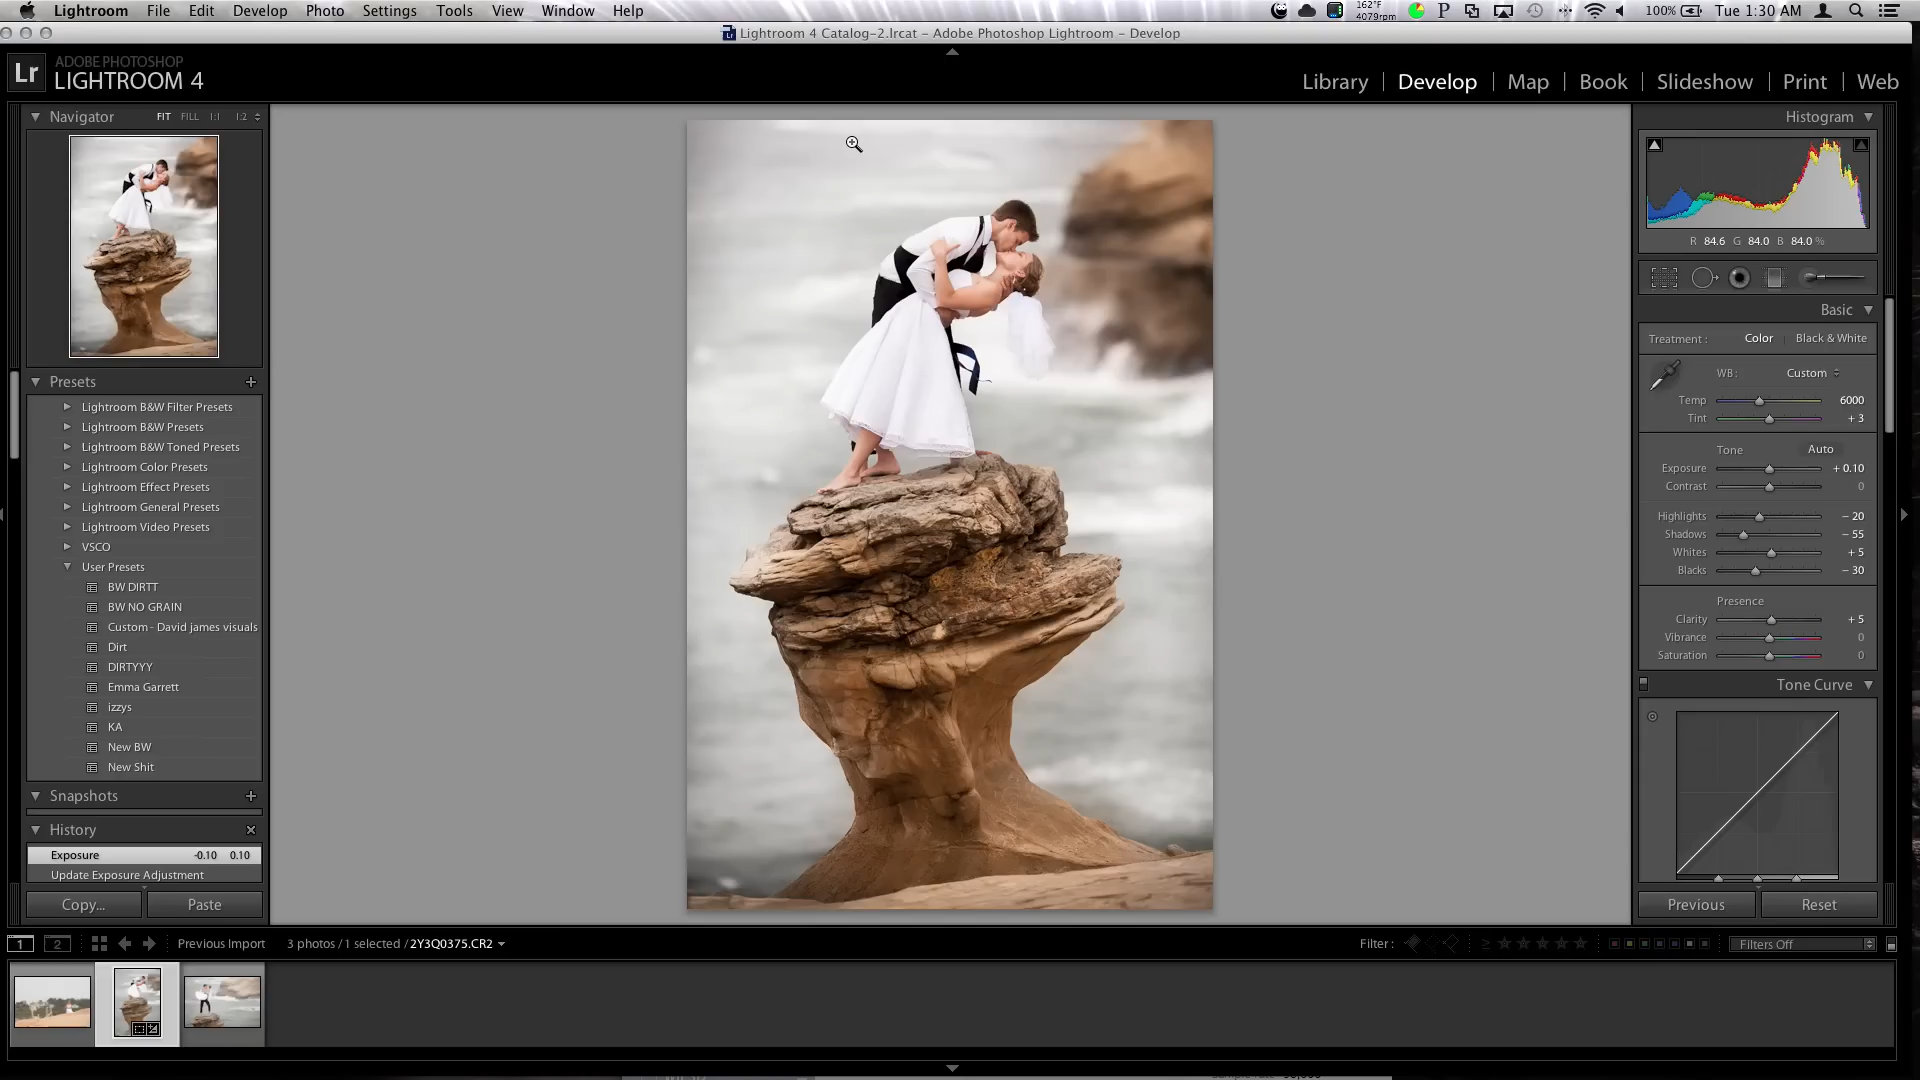 Lightroom File Edit Develop Photo Settings Tools View Window Help 162°F 4079rpm P 100% Tue 1:30 AM
Lightroom 4 Catalog-2.lrcat - Adobe Photoshop Lightroom - Develop
Lr ADOBE PHOTOSHOP
LIGHTROOM 4
Library Develop Map Book Slideshow Print Web
Navigator FIT FILL 1:1 1:2
Presets
Lightroom B&W Filter Presets
Lightroom B&W Presets
Lightroom B&W Toned Presets
Lightroom Color Presets
Lightroom Effect Presets
Lightroom General Presets
Lightroom Video Presets
VSCO
User Presets
BW DIRTT
BW NO GRAIN
Custom - David james visuals
Dirt
DIRTYYY
Emma Garrett
izzys
KA
New BW
New Shit
Snapshots
History
Exposure -0.10 0.10
Update Exposure Adjustment
Copy... Paste
Histogram
R 84.6 G 84.0 B 84.0 %
Basic
Treatment : Color Black & White
WB : Custom
Temp 6000
Tint + 3
Tone Auto
Exposure + 0.10
Contrast 0
Highlights - 20
Shadows - 55
Whites + 5
Blacks - 30
Presence
Clarity + 5
Vibrance 0
Saturation 0
Tone Curve
Previous Reset
1 2 Previous Import 3 photos / 1 selected / 2Y3Q0375.CR2 Filter : ≥ Filters Off